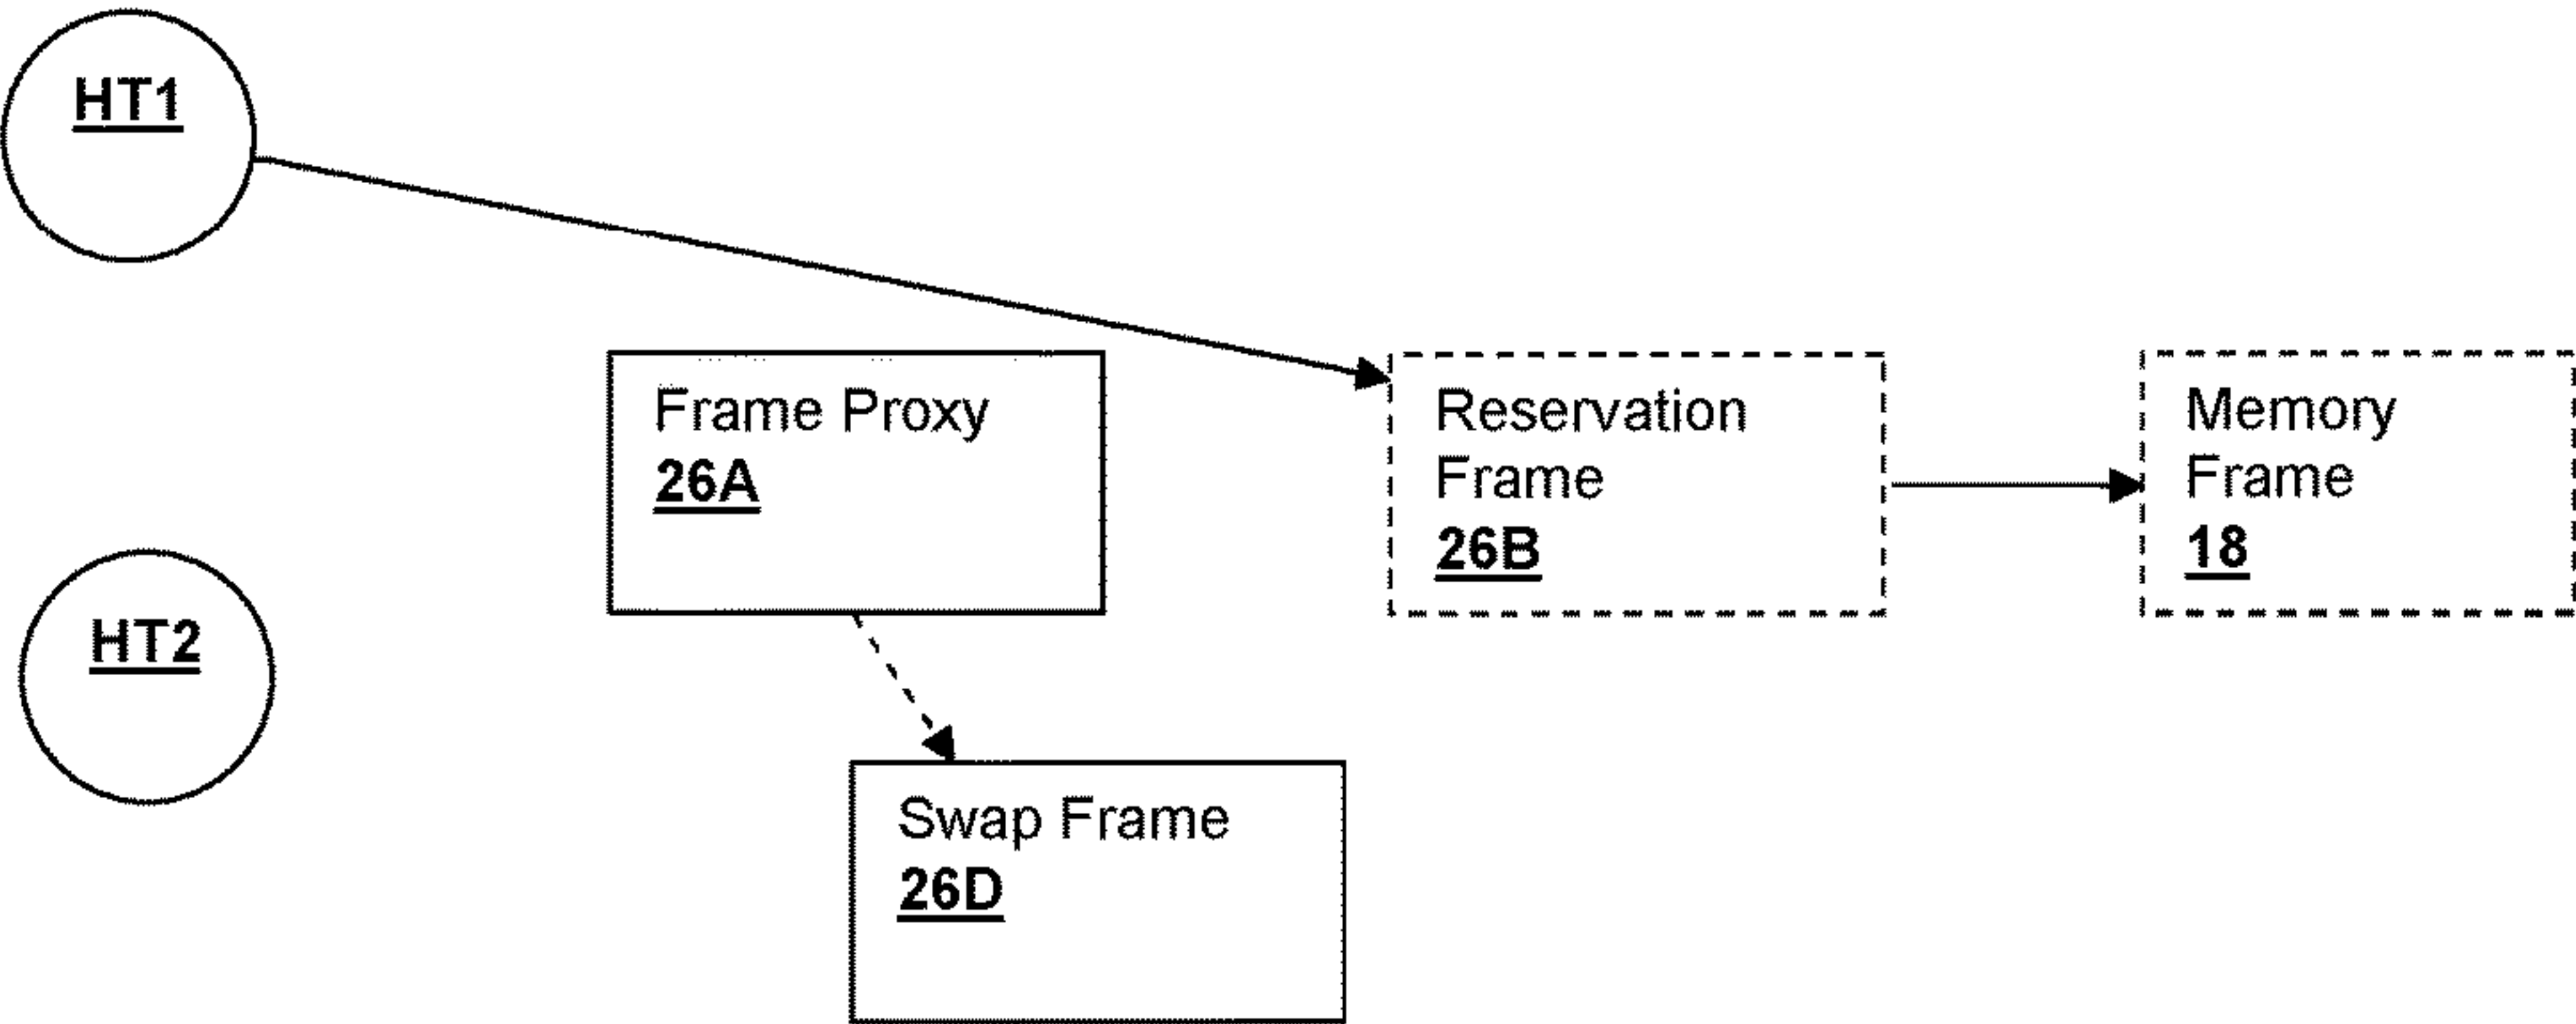 HT1
Frame Proxy
26A
Reservation
Frame
26B
Memory
Frame
18
HT2
Swap Frame
26D